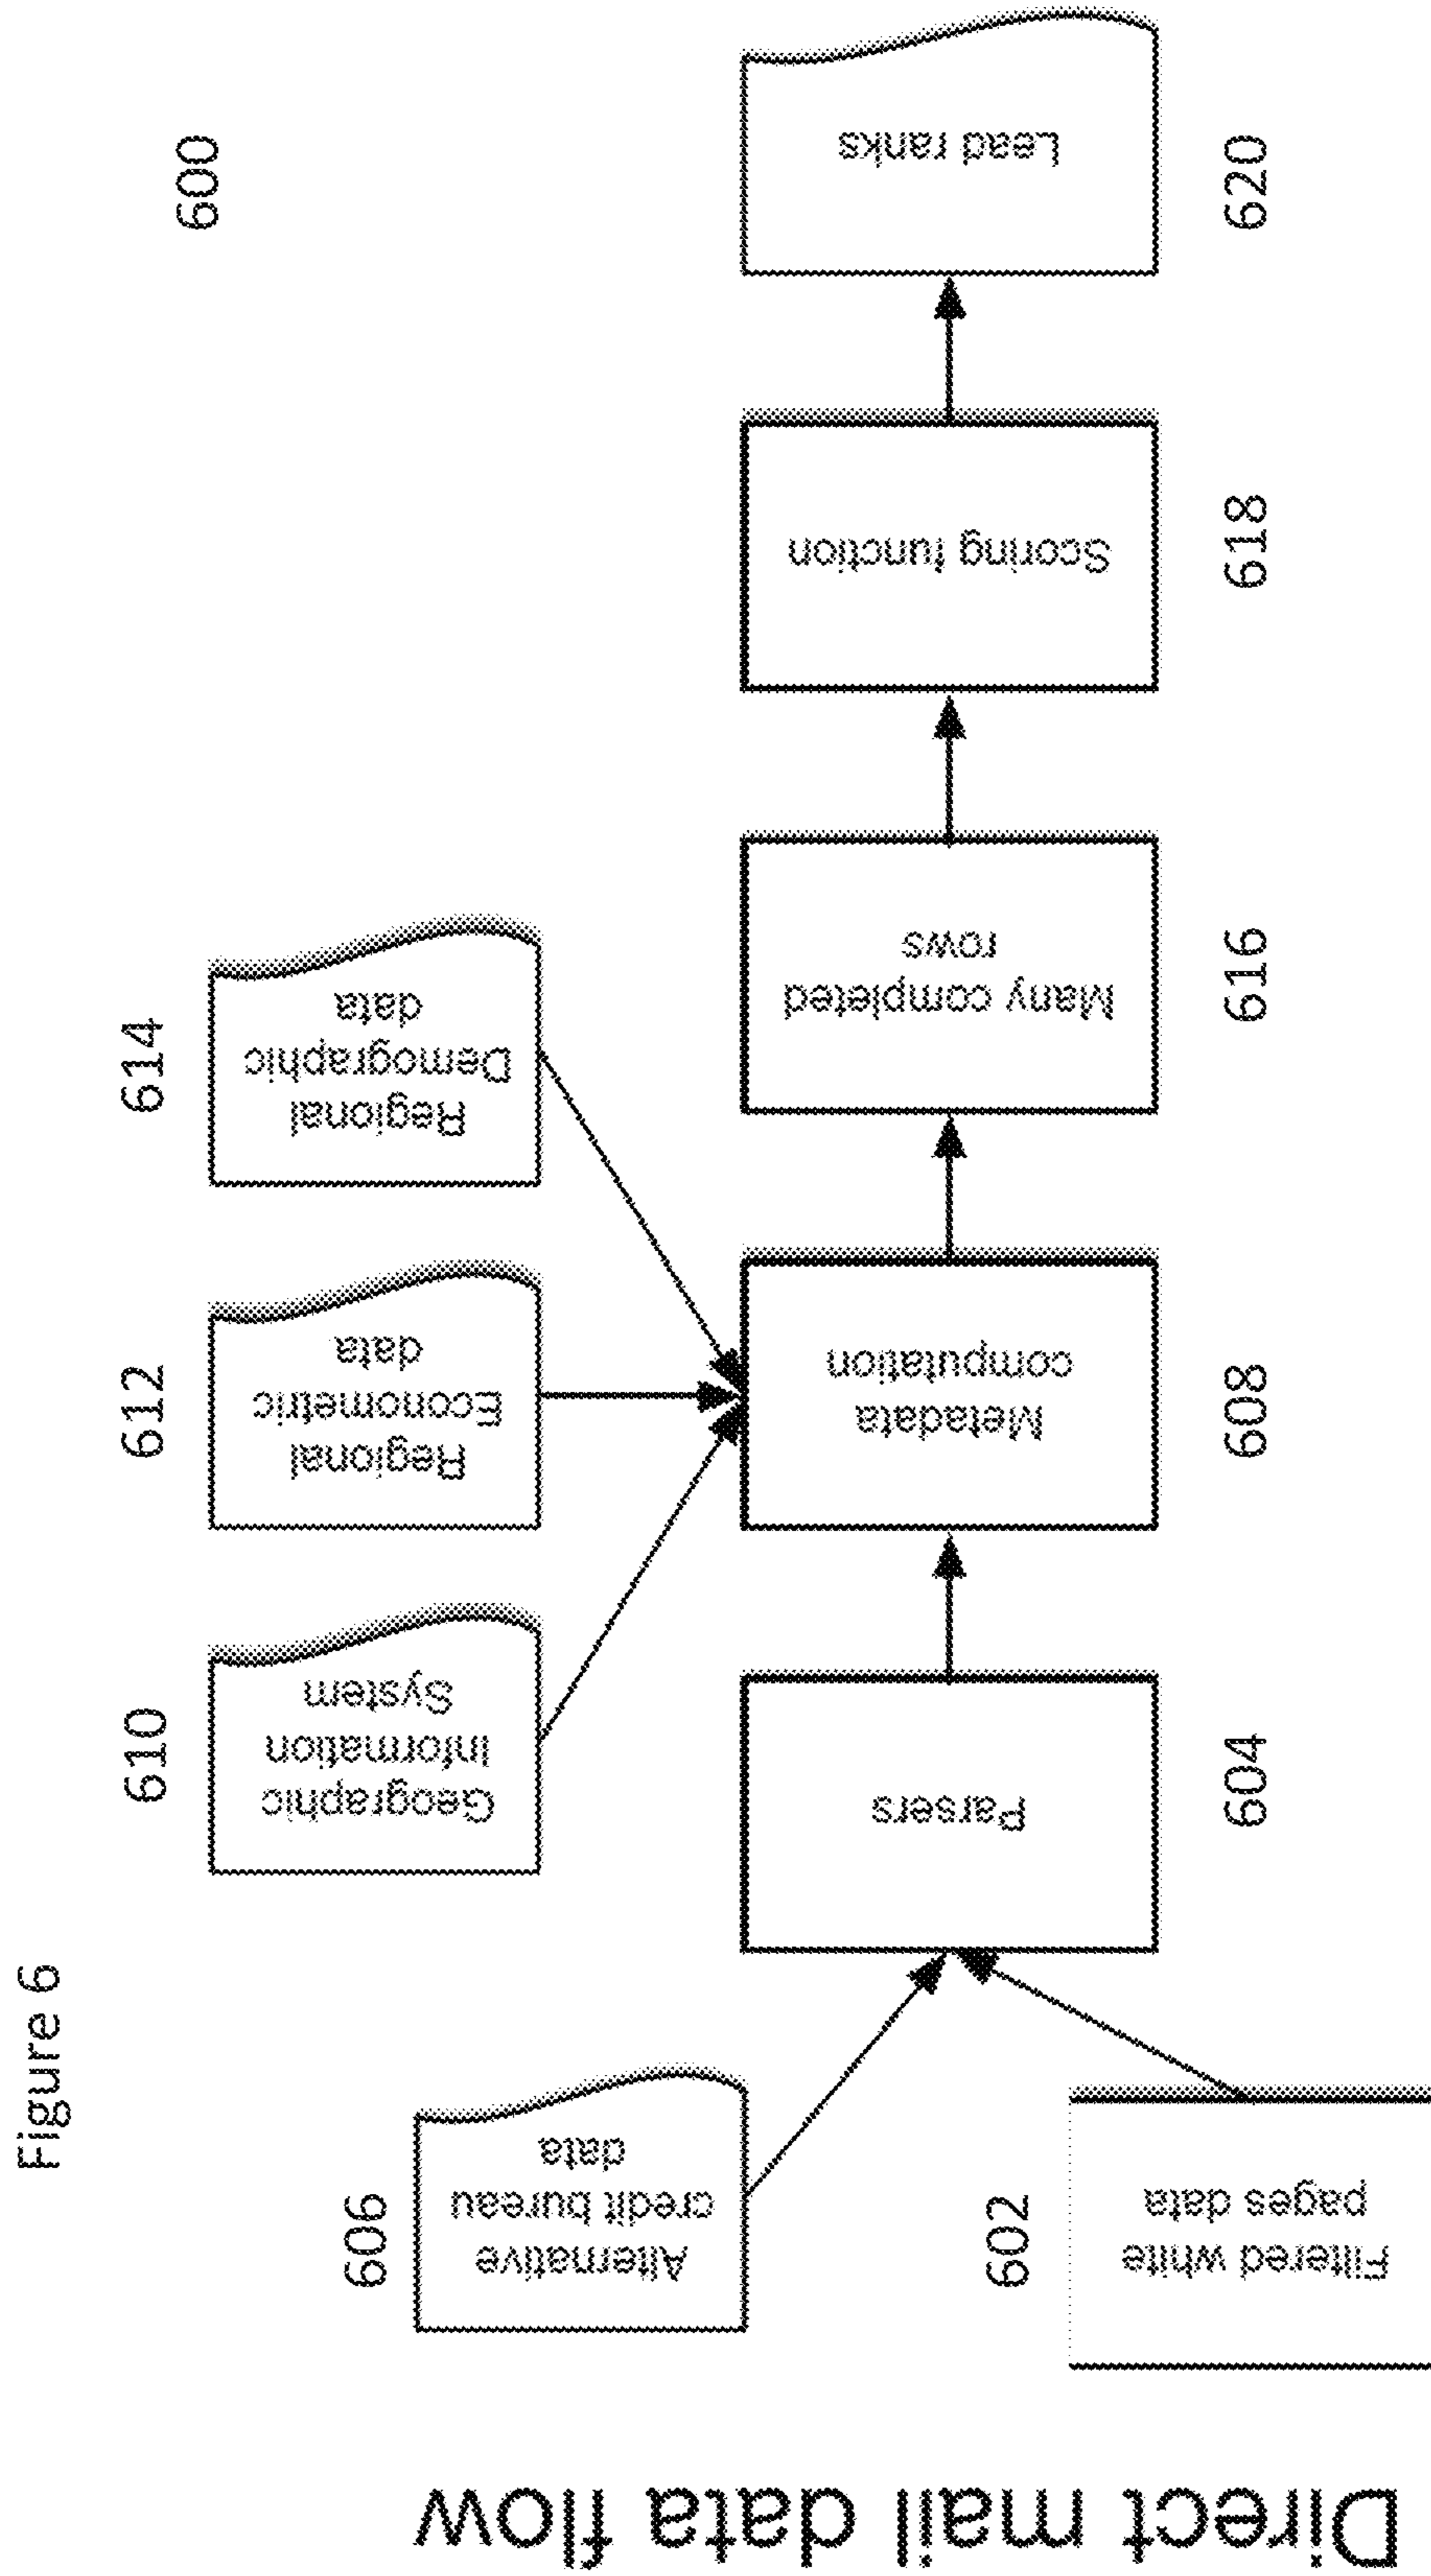 Figure 6
600
Direct mail data flow
606
Alternative
credit bureau
data
602
Filtered white
pages data
610
Geographic
Information
System
612
Regional
Econometric
data
614
Regional
Demographic
data
Parsers
604
Metadata
computation
608
Many completed
rows
616
Scoring function
618
Lead ranks
620